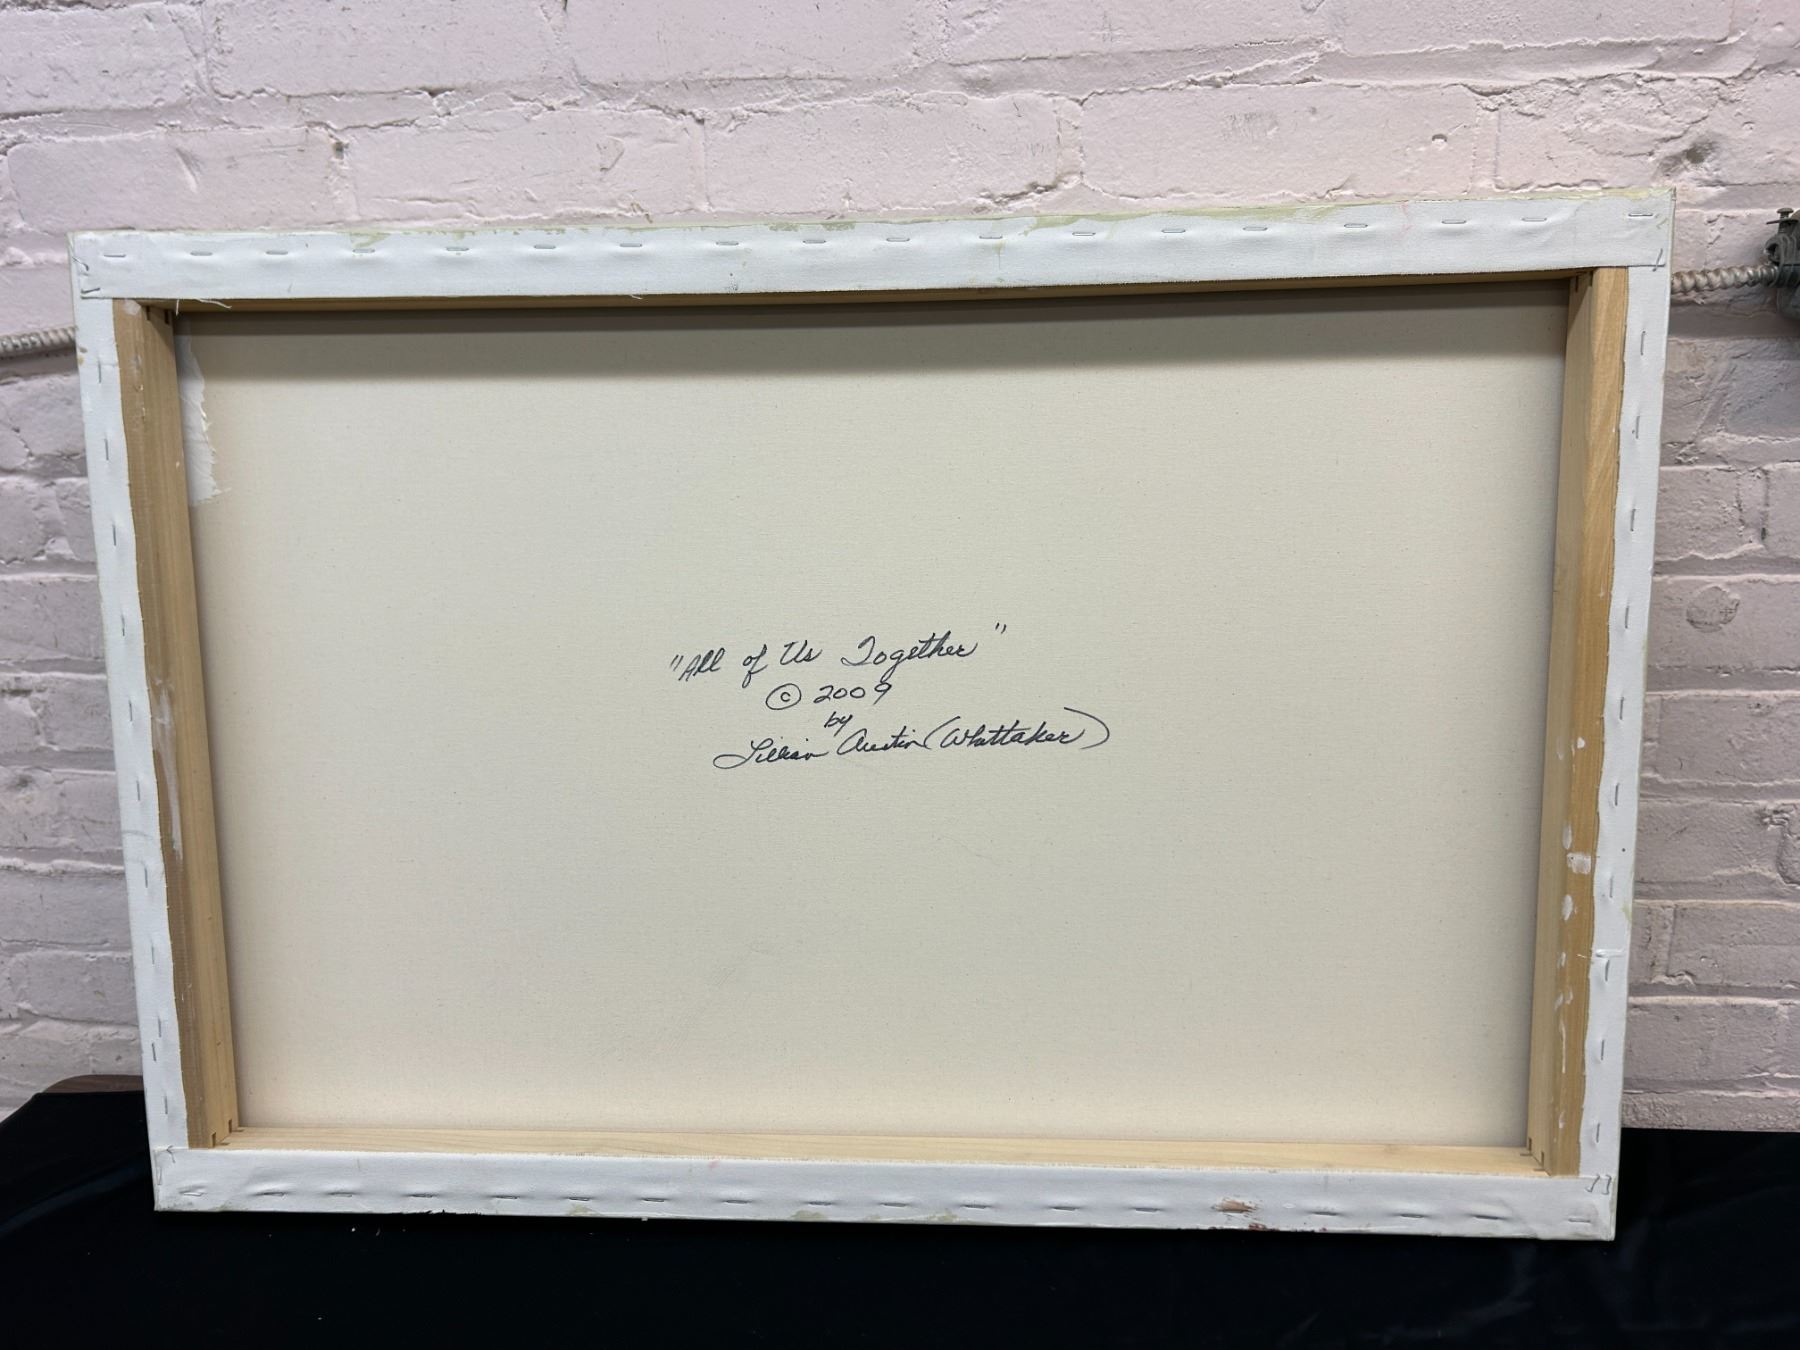 "All of Us Together"
© 2009
by
Lillian Austin (Whittaker)